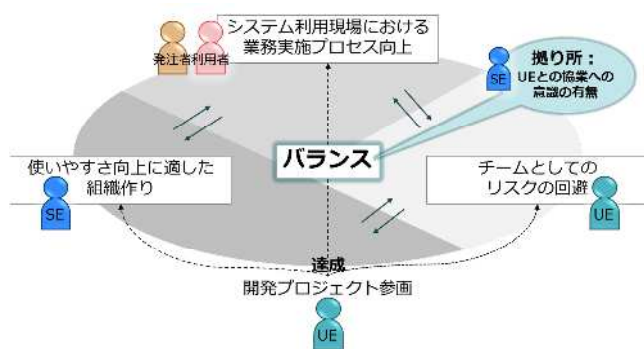 システム利用現場における
業務実施プロセス向上
発注者
利用者
SE
拠り所：
UEとの協業への
意識の有無
バランス
使いやすさ向上に適した
組織作り
SE
チームとしての
リスクの回避
UE
達成
開発プロジェクト参画
UE